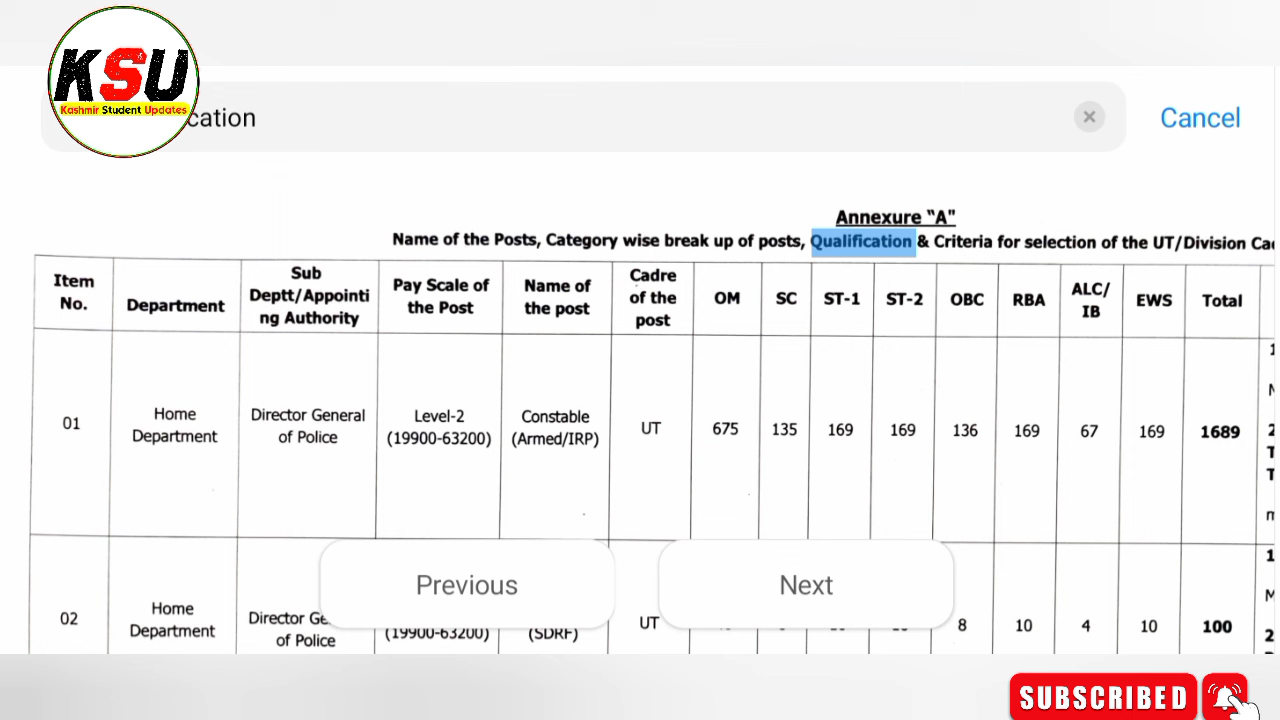 KSU
Kashmir Student Updates
cation
Cancel
Annexure "A"
Name of the Posts, Category wise break up of posts, Qualification & Criteria for selection of the UT/Division
Item No. Department Sub Deptt/Appointi ng Authority Pay Scale of the Post Name of the post Cadre of the post OM SC ST-1 ST-2 OBC RBA ALC/ IB EWS Total
01 Home Department Director General of Police Level-2 (19900-63200) Constable (Armed/IRP) UT 675 135 169 169 136 169 67 169 1689
02 Home Department Director of Police (19900-63200) (SDRF) UT 8 10 4 10 100
Previous
Next
SUBSCRIBED